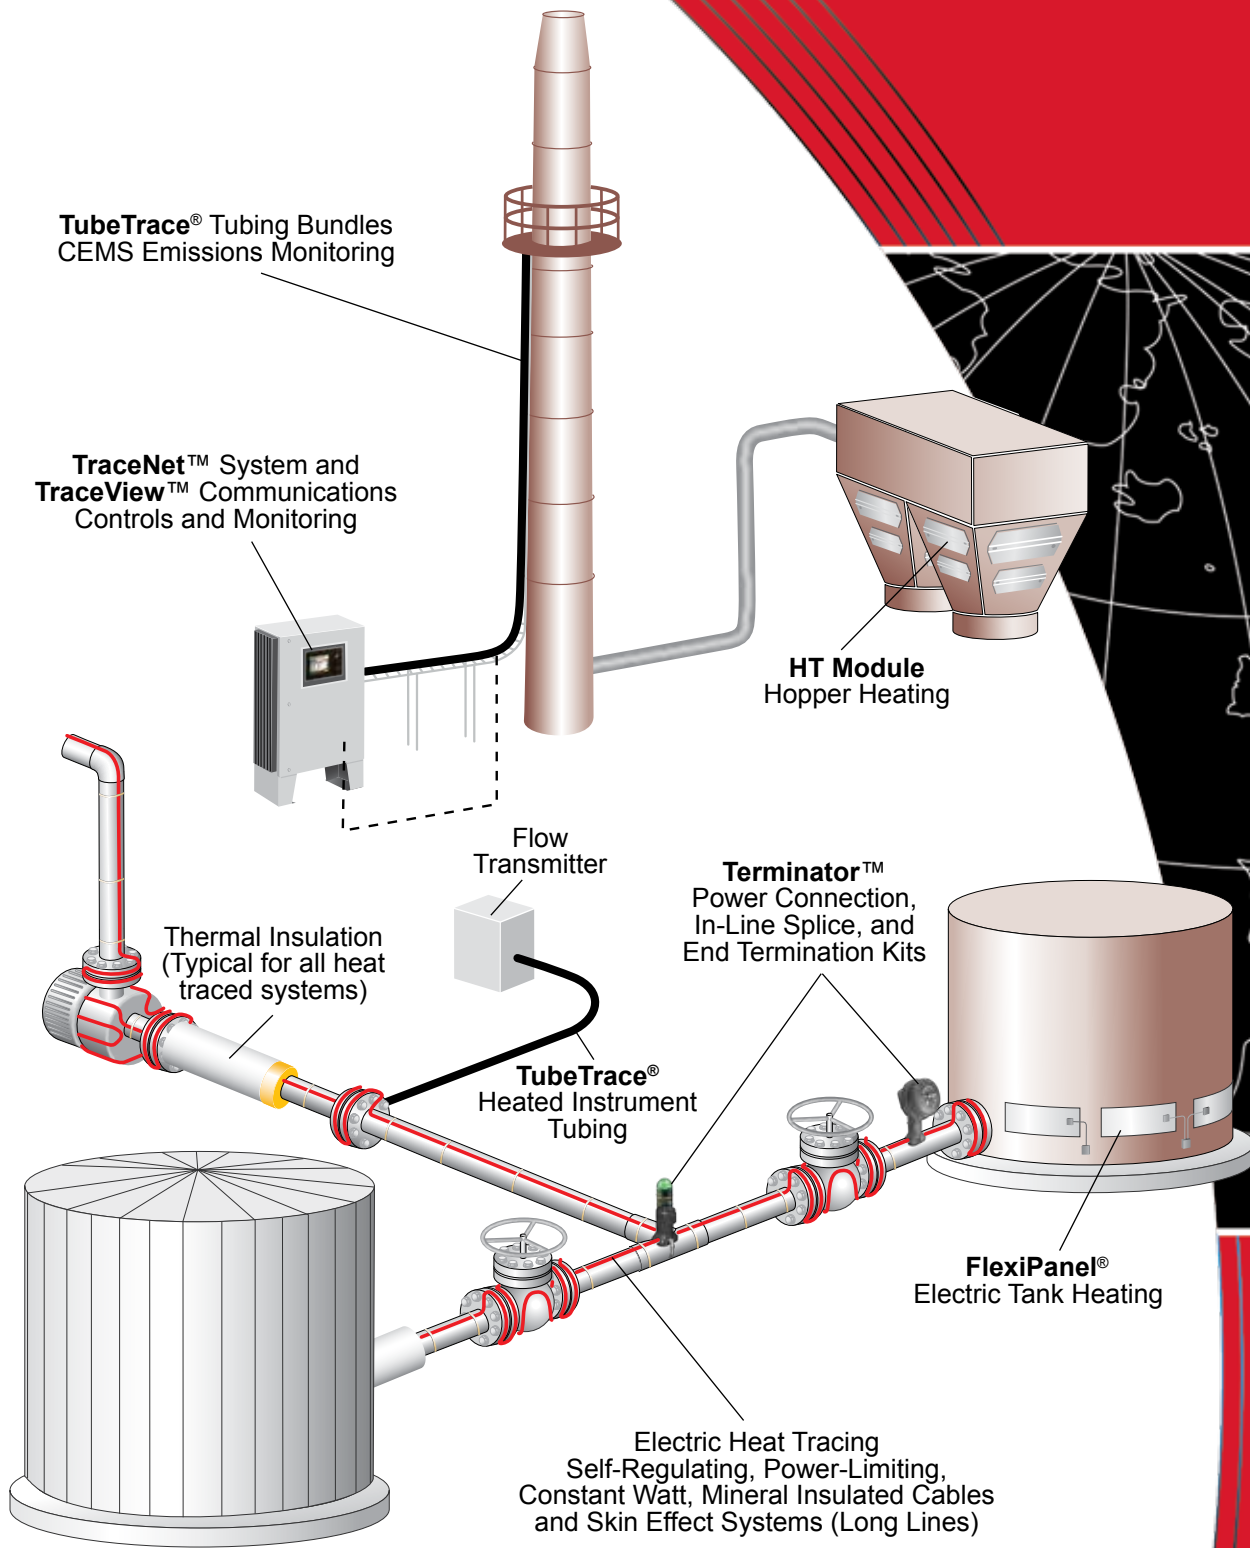 TubeTrace® Tubing Bundles
CEMS Emissions Monitoring
TraceNet™ System and
TraceView™ Communications
Controls and Monitoring
HT Module
Hopper Heating
Flow
Transmitter
Terminator™
Power Connection,
In-Line Splice, and
End Termination Kits
Thermal Insulation
(Typical for all heat
traced systems)
TubeTrace®
Heated Instrument
Tubing
FlexiPanel®
Electric Tank Heating
Electric Heat Tracing
Self-Regulating, Power-Limiting,
Constant Watt, Mineral Insulated Cables
and Skin Effect Systems (Long Lines)